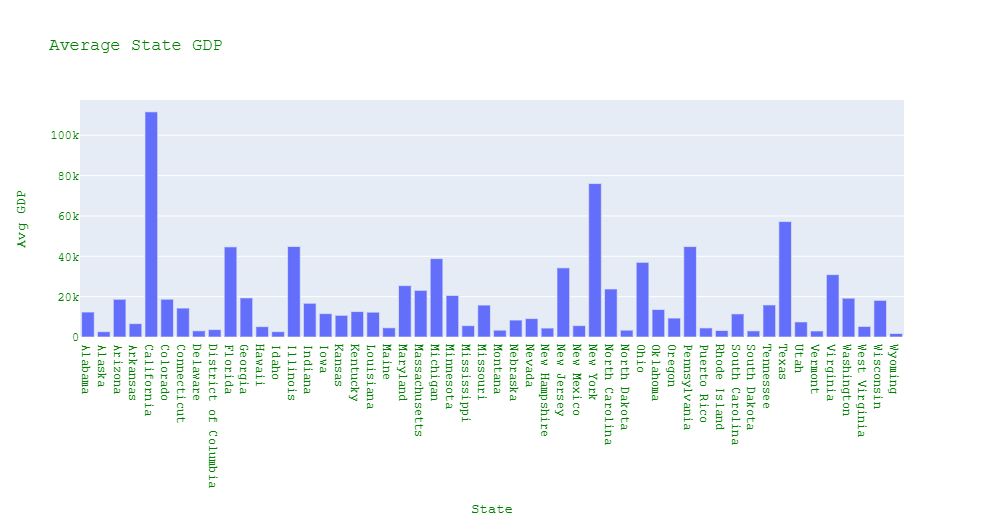 Average State GDP
Avg GDP
100k
80k
60k
40k
20k
0
Alabama
Alaska
Arizona
Arkansas
California
Colorado
Connecticut
Delaware
District of Columbia
Florida
Georgia
Hawaii
Idaho
Illinois
Indiana
Iowa
Kansas
Kentucky
Louisiana
Maine
Maryland
Massachusetts
Michigan
Minnesota
Mississippi
Missouri
Montana
Nebraska
Nevada
New Hampshire
New Jersey
New Mexico
New York
North Carolina
North Dakota
Ohio
Oklahoma
Oregon
Pennsylvania
Puerto Rico
Rhode Island
South Carolina
South Dakota
Tennessee
Texas
Utah
Vermont
Virginia
Washington
West Virginia
Wisconsin
Wyoming
State